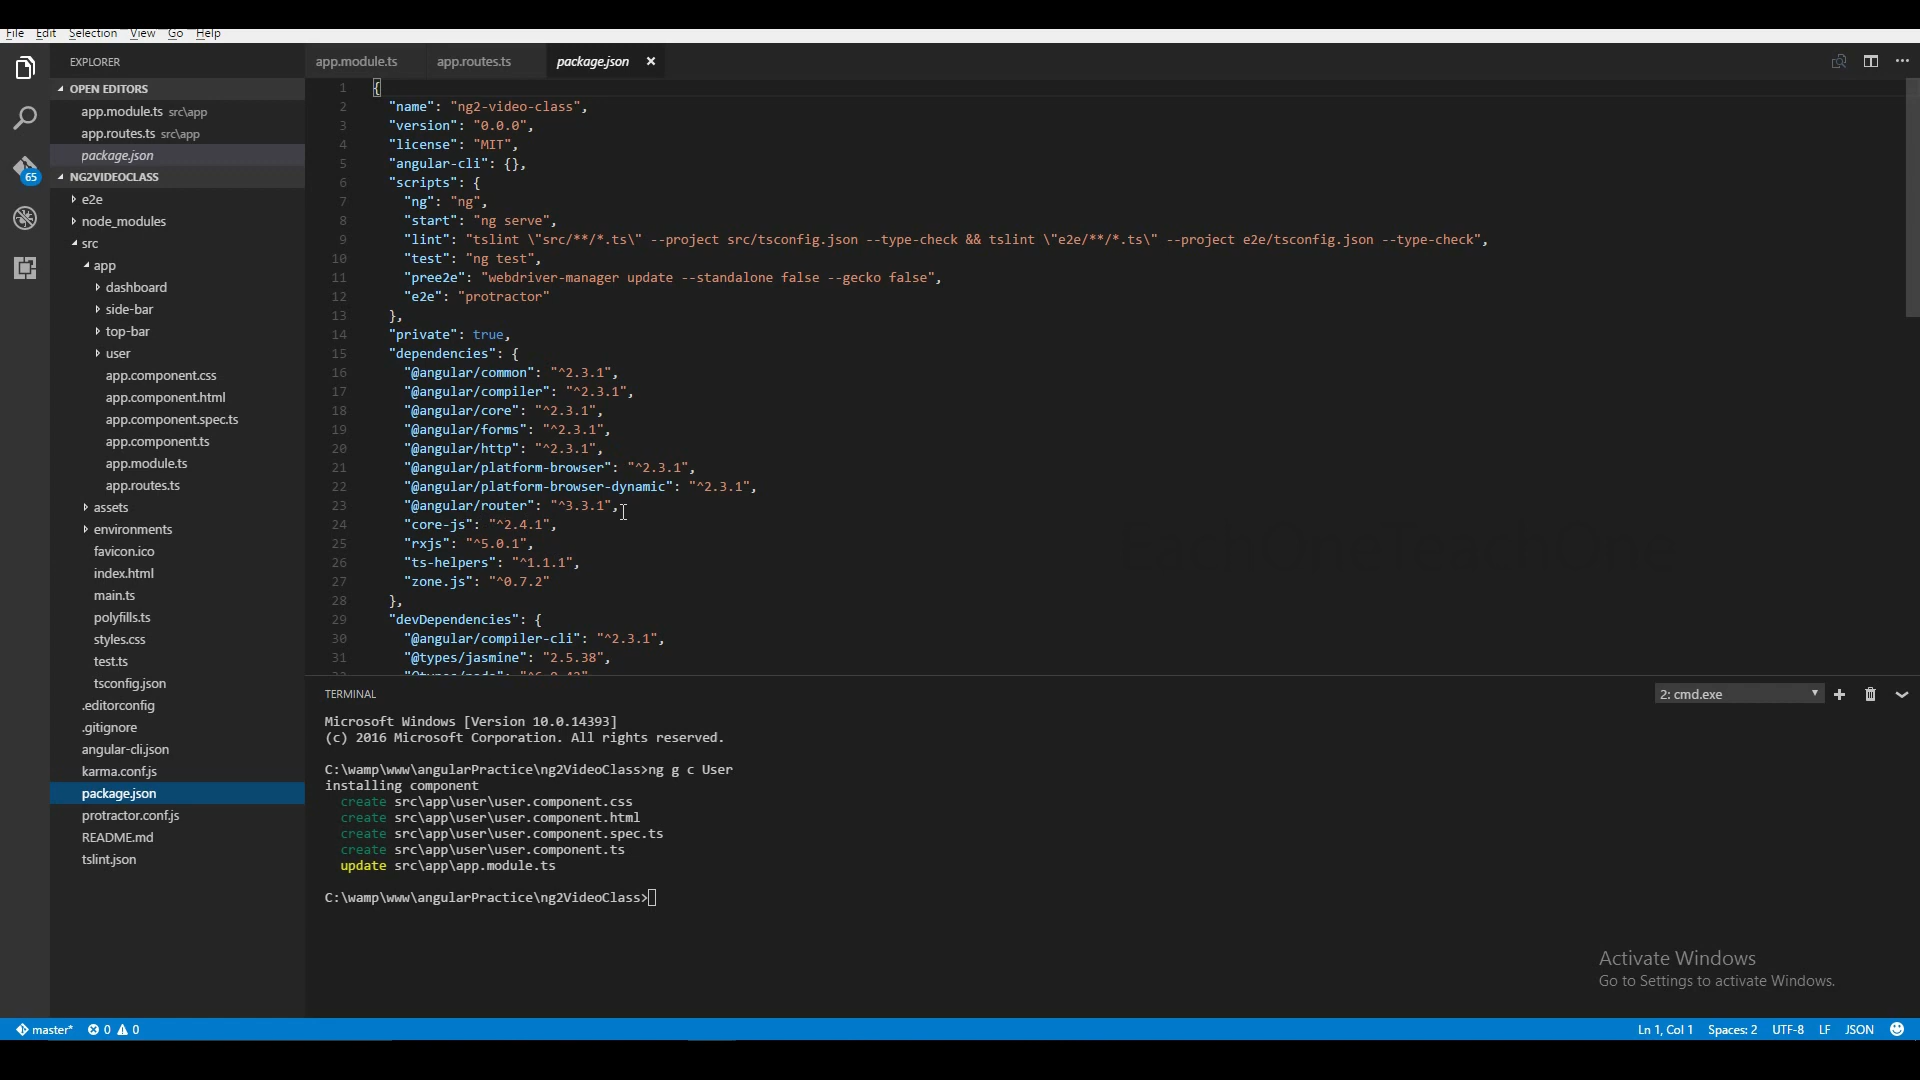 File Edit Selection View Go Help
EXPLORER
OPEN EDITORS
app.module.ts src\app
app.routes.ts src\app
package.json
65
NG2VIDEOCLASS
e2e
node_modules
src
app
dashboard
side-bar
top-bar
user
app.component.css
app.component.html
app.component.spec.ts
app.component.ts
app.module.ts
app.routes.ts
assets
environments
favicon.ico
index.html
main.ts
polyfills.ts
styles.css
test.ts
tsconfig.json
.editorconfig
.gitignore
angular-cli.json
karma.conf.js
package.json
protractor.conf.js
README.md
tslint.json
app.module.ts app.routes.ts package.json
1 {
2 "name": "ng2-video-class",
3 "version": "0.0.0",
4 "license": "MIT",
5 "angular-cli": {},
6 "scripts": {
7 "ng": "ng",
8 "start": "ng serve",
9 "lint": "tslint \"src/**/*.ts\" --project src/tsconfig.json --type-check && tslint \"e2e/**/*.ts\" --project e2e/tsconfig.json --type-check",
10 "test": "ng test",
11 "pree2e": "webdriver-manager update --standalone false --gecko false",
12 "e2e": "protractor"
13 },
14 "private": true,
15 "dependencies": {
16 "@angular/common": "^2.3.1",
17 "@angular/compiler": "^2.3.1",
18 "@angular/core": "^2.3.1",
19 "@angular/forms": "^2.3.1",
20 "@angular/http": "^2.3.1",
21 "@angular/platform-browser": "^2.3.1",
22 "@angular/platform-browser-dynamic": "^2.3.1",
23 "@angular/router": "^3.3.1",
24 "core-js": "^2.4.1",
25 "rxjs": "^5.0.1",
26 "ts-helpers": "^1.1.1",
27 "zone.js": "^0.7.2"
28 },
29 "devDependencies": {
30 "@angular/compiler-cli": "^2.3.1",
31 "@types/jasmine": "2.5.38",
TERMINAL
2: cmd.exe
Microsoft Windows [Version 10.0.14393]
(c) 2016 Microsoft Corporation. All rights reserved.
C:\wamp\www\angularPractice\ng2VideoClass>ng g c User
installing component
create src\app\user\user.component.css
create src\app\user\user.component.html
create src\app\user\user.component.spec.ts
create src\app\user\user.component.ts
update src\app\app.module.ts
C:\wamp\www\angularPractice\ng2VideoClass>
Activate Windows
Go to Settings to activate Windows.
master* 0 0
Ln 1, Col 1 Spaces: 2 UTF-8 LF JSON